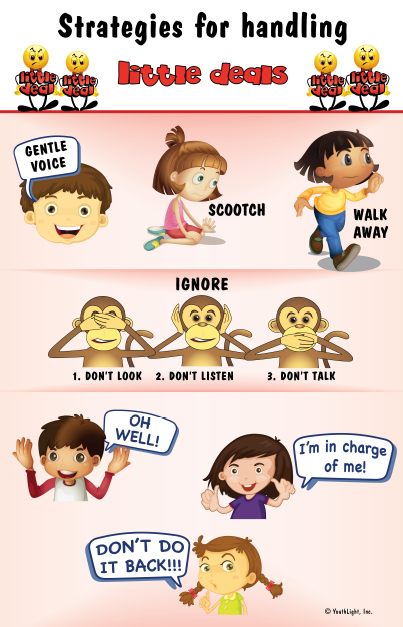 Strategies for handling
little deal
little deal
little deals
little deal
little deal
GENTLE
VOICE
SCOOTCH
WALK
AWAY
IGNORE
1. DON'T LOOK 2. DON'T LISTEN 3. DON'T TALK
OH
WELL!
I'm in charge
of me!
DON'T DO
IT BACK!!!
© YouthLight, Inc.